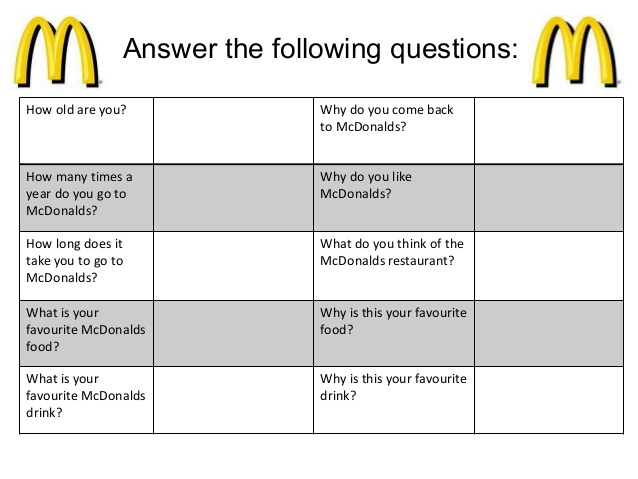 Answer the following questions:
How old are you?
Why do you come back
to McDonalds?
How many times a
year do you go to
McDonalds?
Why do you like
McDonalds?
How long does it
take you to go to
McDonalds?
What do you think of the
McDonalds restaurant?
What is your
favourite McDonalds
food?
Why is this your favourite
food?
What is your
favourite McDonalds
drink?
Why is this your favourite
drink?